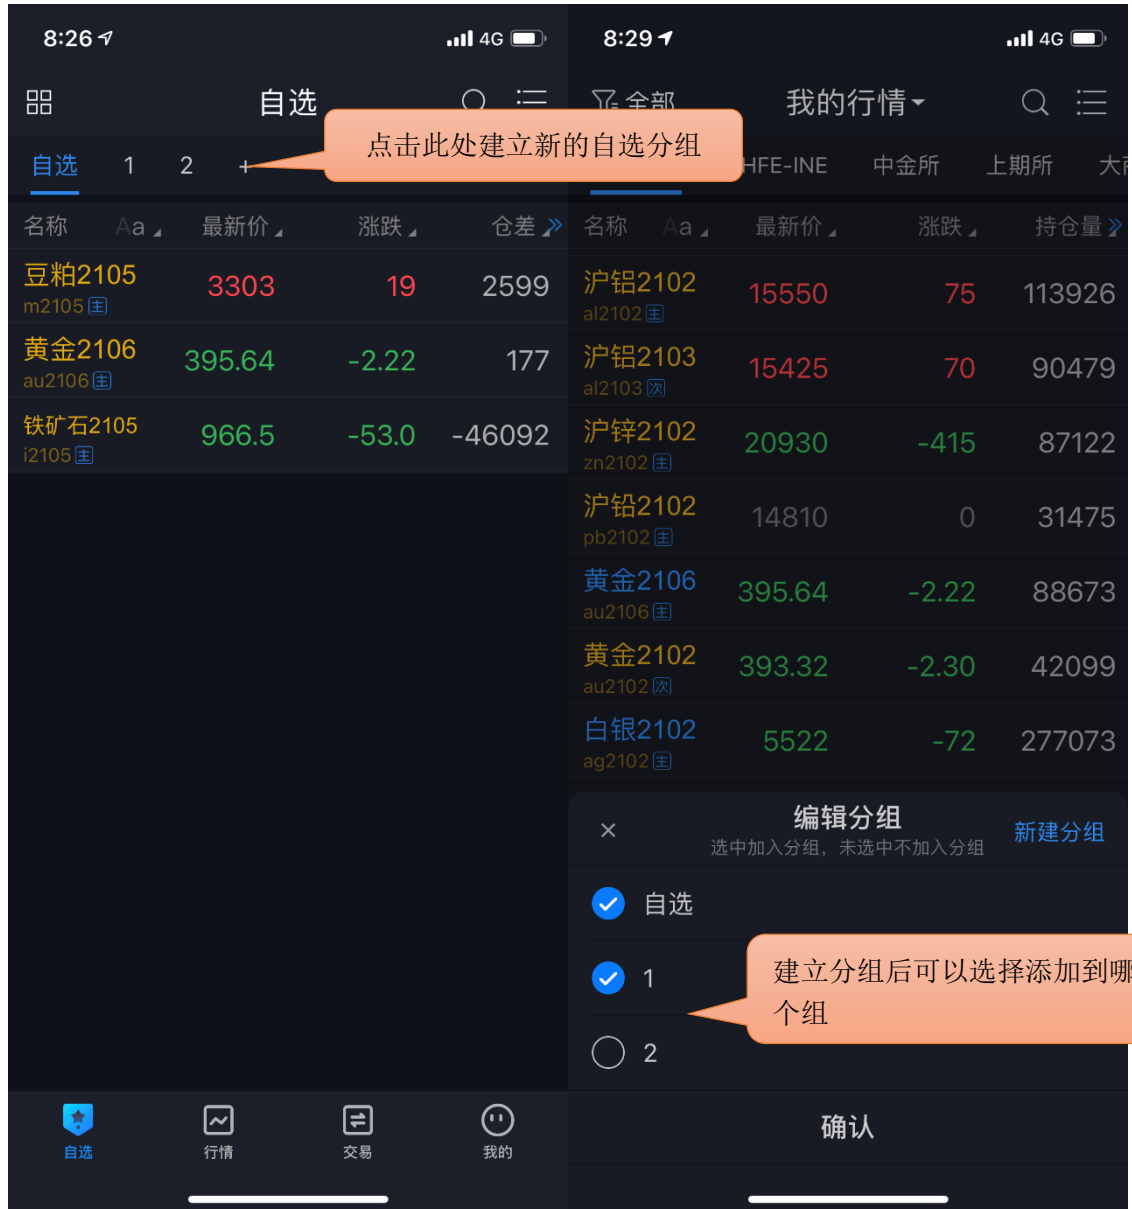 8:26
4G
自选
点击此处建立新的自选分组
自选 1 2 +
名称 Aa 最新价 涨跌 仓差
豆粕2105 3303 19 2599
m2105 主
黄金2106 395.64 -2.22 177
au2106 主
铁矿石2105 966.5 -53.0 -46092
i2105 主
自选 行情 交易 我的
8:29
4G
全部 我的行情
HFE-INE 中金所 上期所 大
名称 Aa 最新价 涨跌 持仓量
沪铝2102 15550 75 113926
al2102 主
沪铝2103 15425 70 90479
al2103 次
沪锌2102 20930 -415 87122
zn2102 主
沪铅2102 14810 0 31475
pb2102 主
黄金2106 395.64 -2.22 88673
au2106 主
黄金2102 393.32 -2.30 42099
au2102 次
白银2102 5522 -72 277073
ag2102 主
编辑分组
新建分组
选中加入分组，未选中不加入分组
自选
1
建立分组后可以选择添加到哪
个组
2
确认